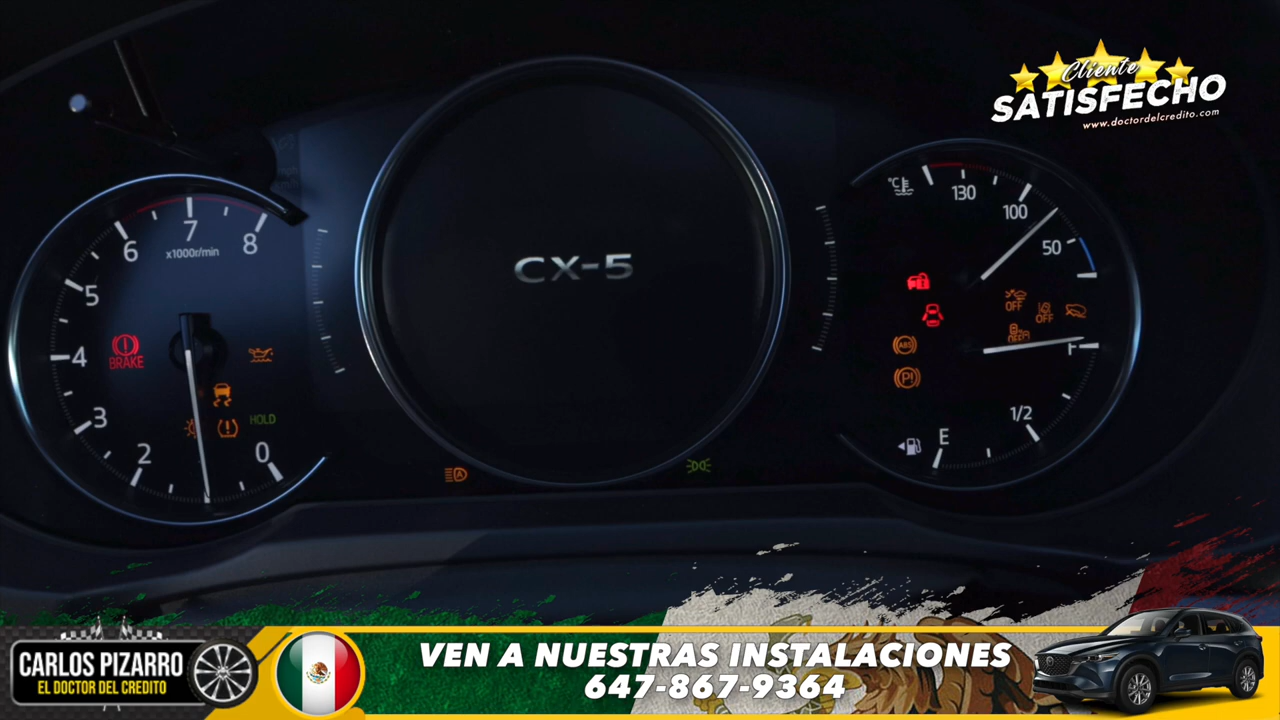 Cliente
SATISFECHO
www.doctordelcredito.com
CX-5
x1000r/min
8
7
6
5
4
3
2
0
BRAKE
HOLD
°C
130
100
50
OFF
OFF
OFF
ABS
P!
F
1/2
E
A
CARLOS PIZARRO
EL DOCTOR DEL CREDITO
VEN A NUESTRAS INSTALACIONES
647-867-9364